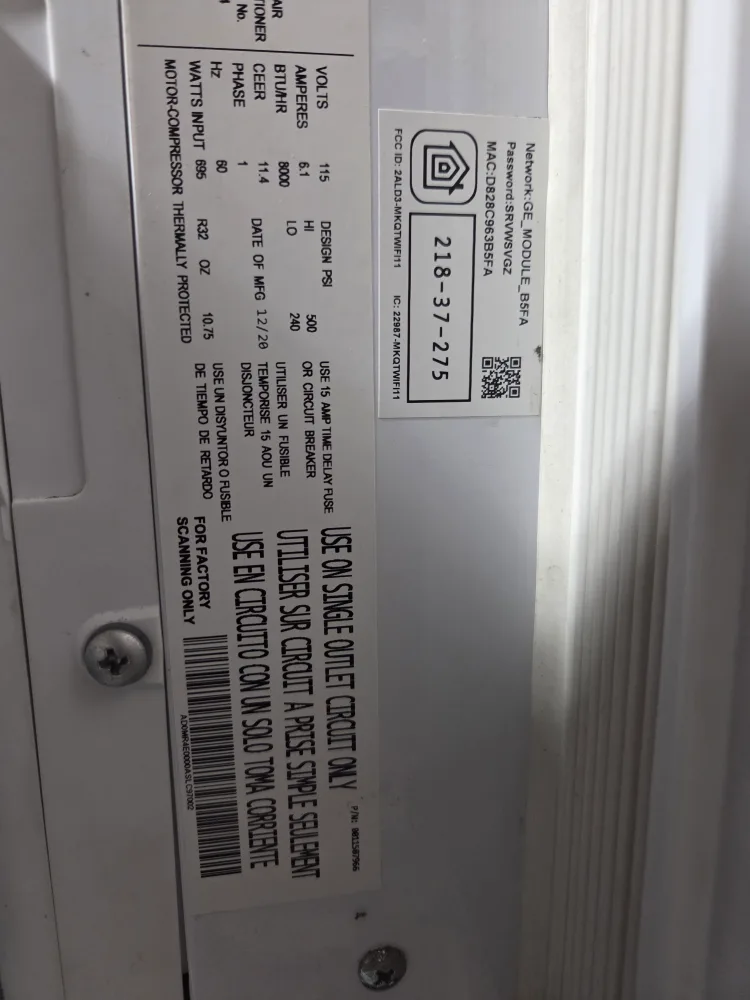 Network:GE_MODULE_B5FA
Password:SRVWSVGZ
MAC:D828C963B5FA
218-37-275
FCC ID: 2ALD3-MKQTWIFI11 IC: 22987-MKQTWIFI11
AIR
TIONER
No.
VOLTS 115 DESIGN PSI
AMPERES 6.1 HI 500
BTU/HR 8000 LO 240
CEER 11.4 DATE OF MFG 12/20
PHASE 1
Hz 60
WATTS INPUT 695 R32 OZ 10.75
MOTOR-COMPRESSOR THERMALLY PROTECTED
USE 15 AMP TIME DELAY FUSE
OR CIRCUIT BREAKER
UTILISER UN FUSIBLE
TEMPORISE 15 AOU UN
DISJONCTEUR
USE UN DISYUNTOR O FUSIBLE
DE TIEMPO DE RETARDO
USE ON SINGLE OUTLET CIRCUIT ONLY
UTILISER SUR CIRCUIT A PRISE SIMPLE SEULEMENT
USE EN CIRCUITO CON UN SOLO TOMA CORRIENTE
FOR FACTORY
SCANNING ONLY
P/N: